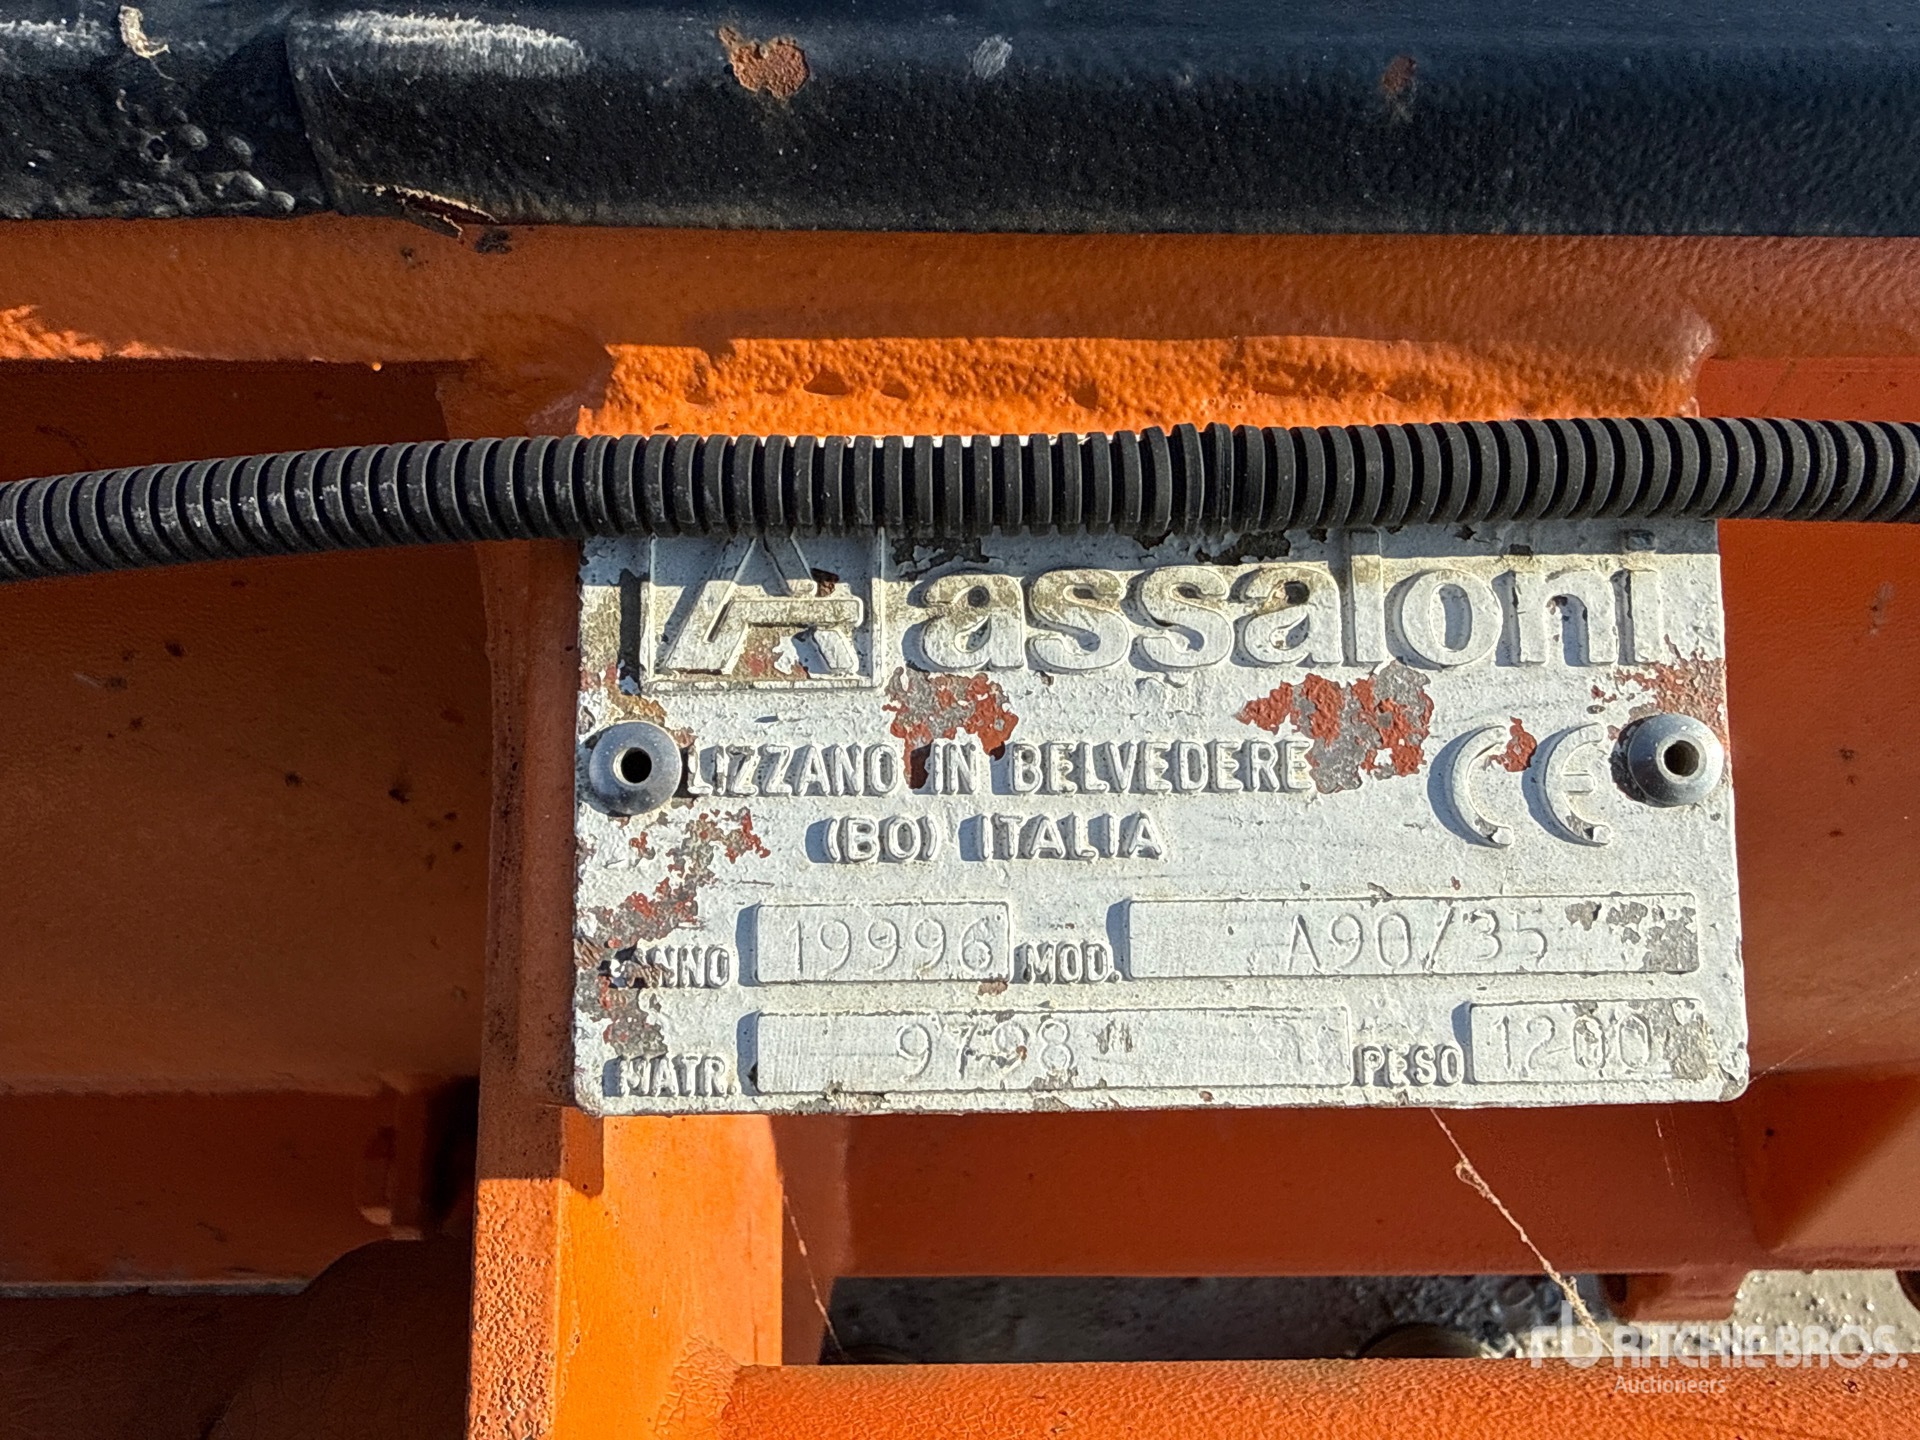 Assaloni
LIZZANO IN BELVEDERE
(BO) ITALIA
CE
ANNO 19996 MOD. A90/35
MATR. 9798 PESO 1200
rb RITCHIE BROS.
Auctioneers